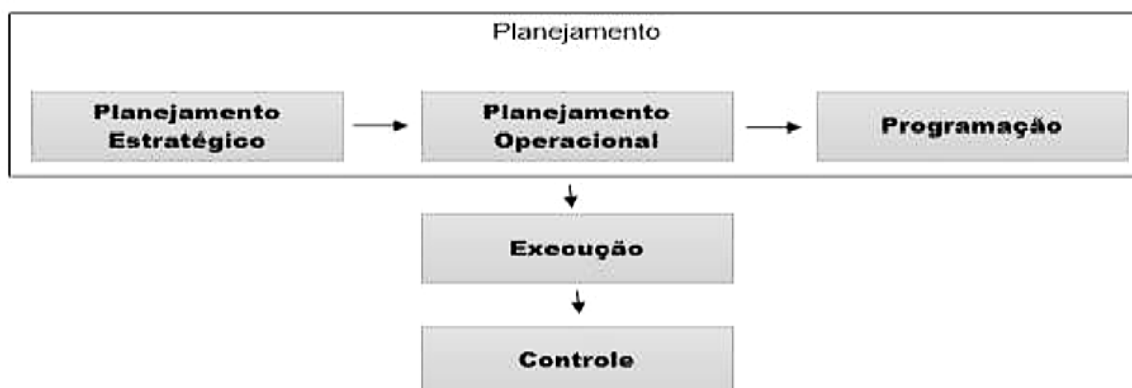 Planejamento
Planejamento
Estratégico
Planejamento
Operacional
Programação
Execução
Controle